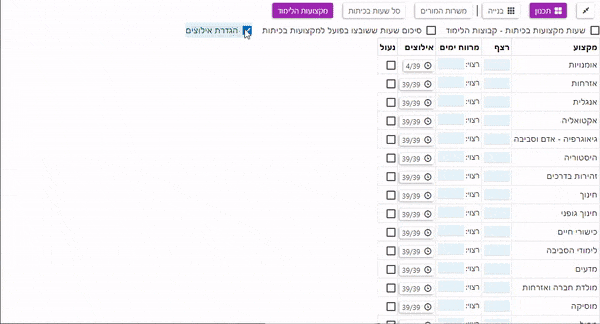 תכנון בנייה משרות המורים סל שעות בכיתות מקצועות הלימוד
שעות מקצועות בכיתות - קבוצות הלימוד סיכום שעות ששובצו בפועל למקצועות בכיתות הגדרת אילוצים
מקצוע רצף מרווח ימים אילוצים נעול
אומנויות רצוי: 4/39
אזרחות רצוי: 39/39
אנגלית רצוי: 39/39
אקטואליה רצוי: 39/39
גיאוגרפיה - אדם וסביבה רצוי: 39/39
היסטוריה רצוי: 39/39
זהירות בדרכים רצוי: 39/39
חינוך רצוי: 39/39
חינוך גופני רצוי: 39/39
כישורי חיים רצוי: 39/39
לימודי הסביבה רצוי: 39/39
מדעים רצוי: 39/39
מולדת חברה ואזרחות רצוי: 39/39
מוסיקה רצוי: 39/39